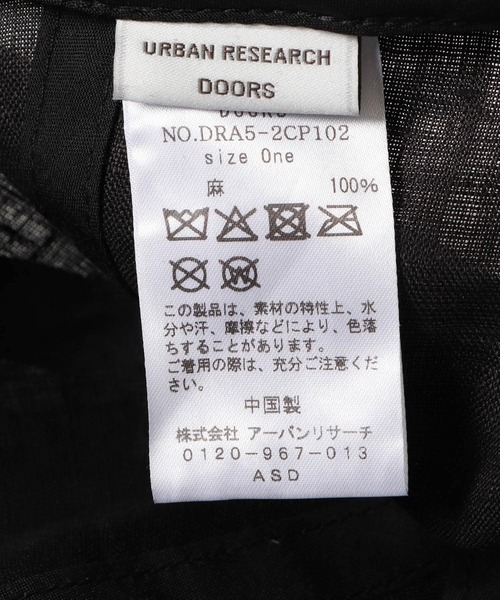 URBAN RESEARCH
DOORS
DOORS
NO.DRA5-2CP102
size One
麻 100%
この製品は、素材の特性上、水
分や汗、摩擦などにより、色落
ちすることがあります。
ご着用の際は、充分ご注意くだ
さい。
中国製
株式会社 アーバンリサーチ
0120-967-013
ASD